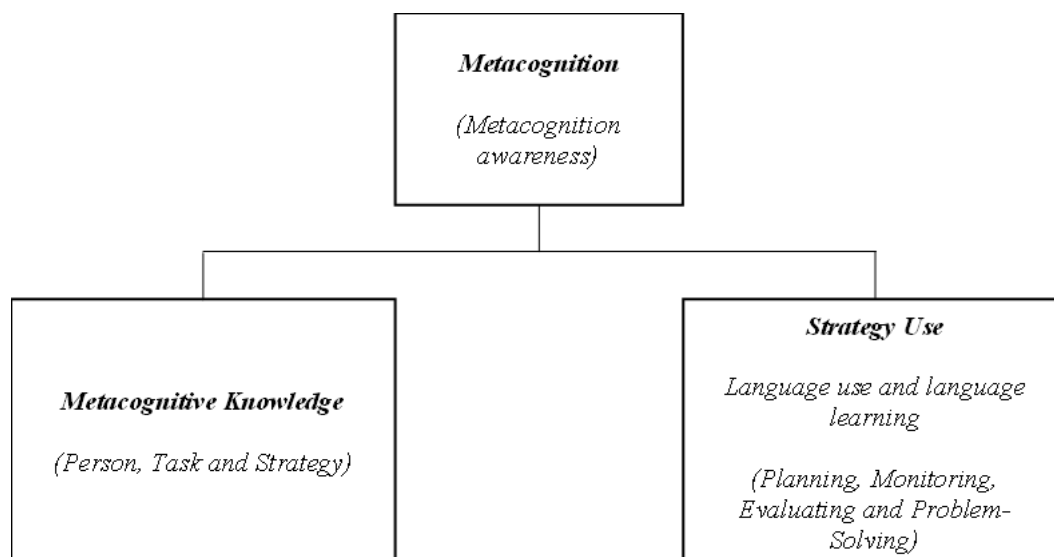 Metacognition
(Metacognition
awareness)
Metacognitive Knowledge
(Person, Task and Strategy)
Strategy Use
Language use and language
learning
(Planning, Monitoring,
Evaluating and Problem-
Solving)